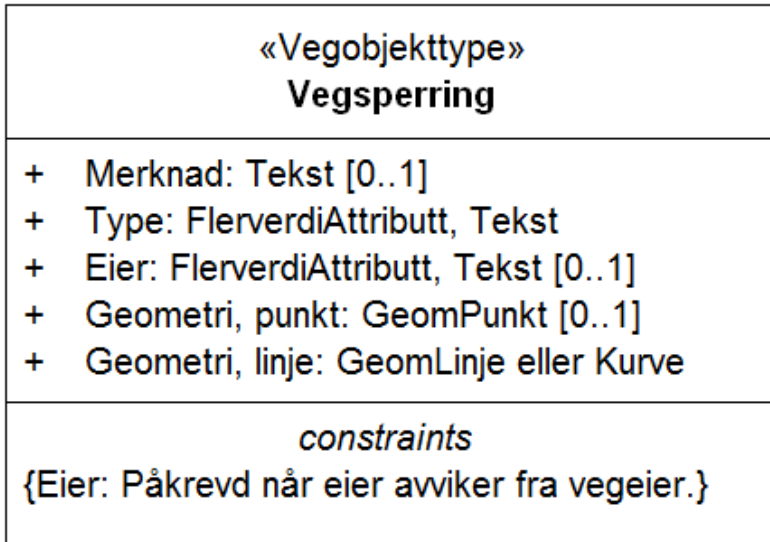 «Vegobjekttype»
Vegsperring
+ Merknad: Tekst [0..1]
+ Type: FlerverdiAttributt, Tekst
+ Eier: FlerverdiAttributt, Tekst [0..1]
+ Geometri, punkt: GeomPunkt [0..1]
+ Geometri, linje: GeomLinje eller Kurve
constraints
{Eier: Påkrevd når eier avviker fra vegeier.}